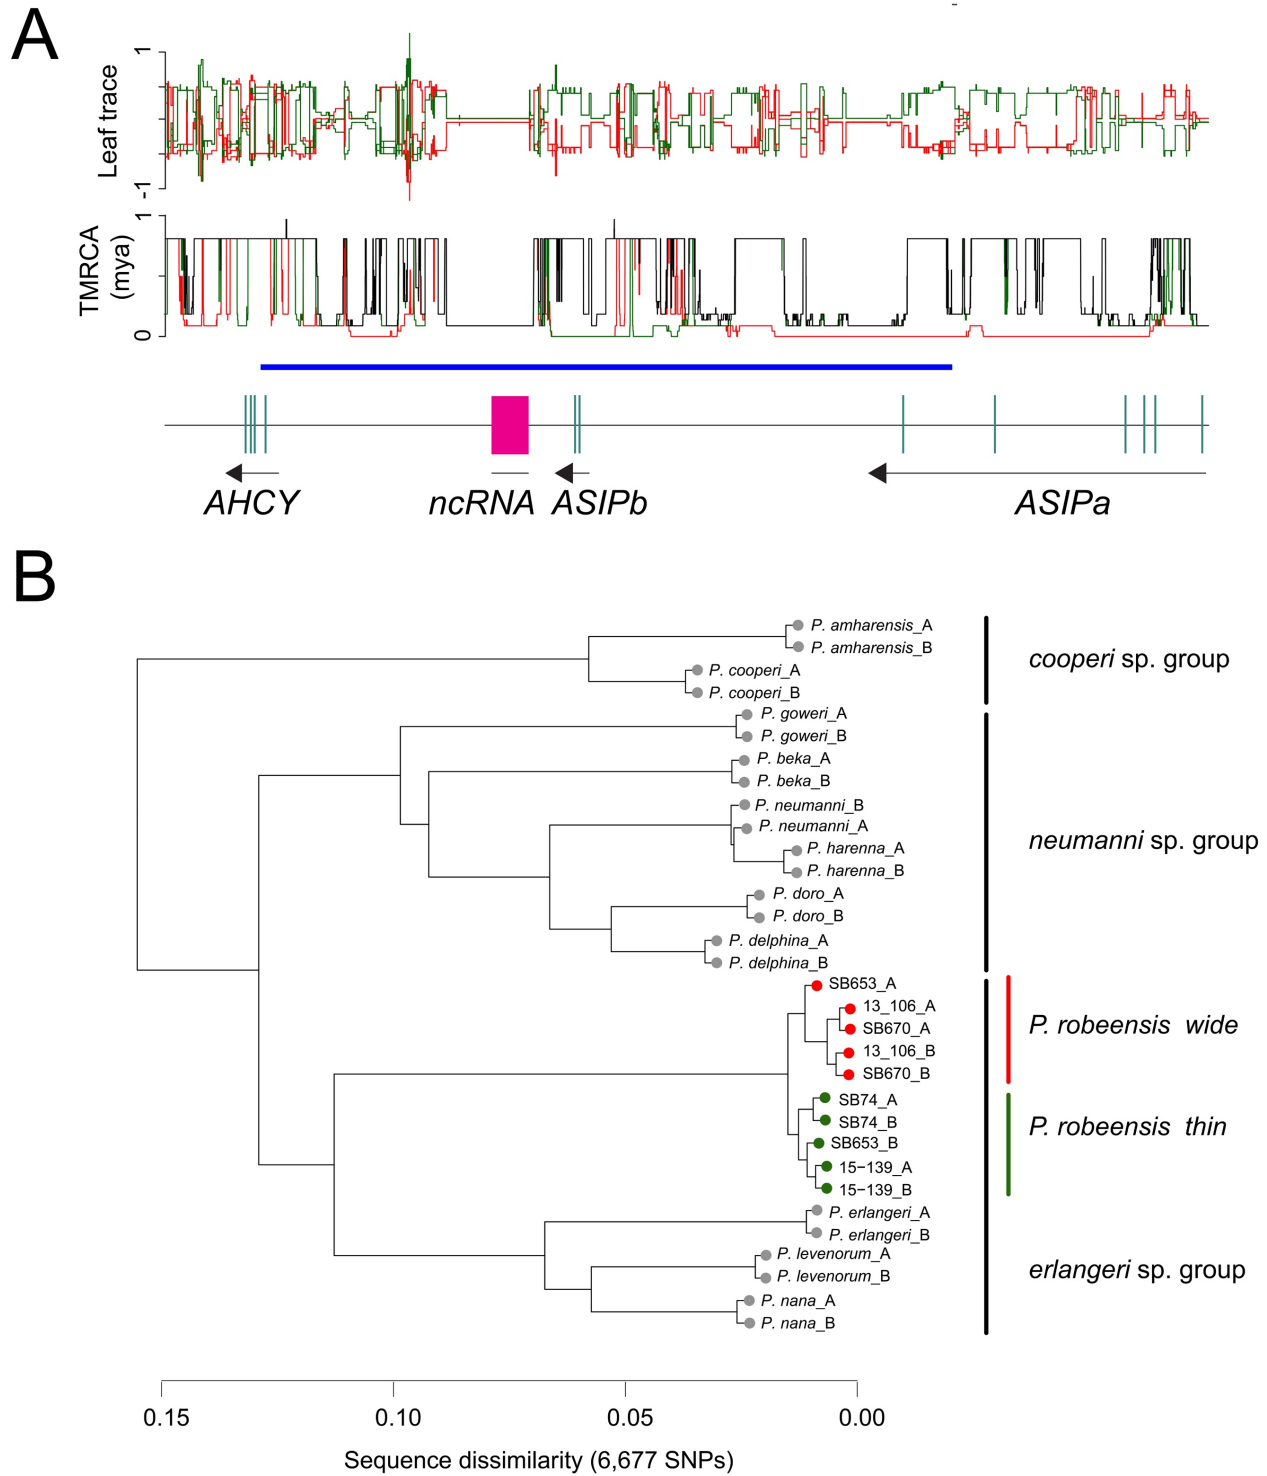 A
1
Leaf trace
-1
1
TMRCA
(mya)
0
AHCY
ncRNA
ASIPb
ASIPa
B
P. amharensis_A
P. amharensis_B
P. cooperi_A
P. cooperi_B
cooperi sp. group
P. goweri_A
P. goweri_B
P. beka_A
P. beka_B
P. neumanni_B
P. neumanni_A
P. harenna_A
P. harenna_B
P. doro_A
P. doro_B
P. delphina_A
P. delphina_B
neumanni sp. group
SB653_A
13_106_A
SB670_A
13_106_B
SB670_B
P. robeensis wide
SB74_A
SB74_B
SB653_B
15−139_A
15−139_B
P. robeensis thin
P. erlangeri_A
P. erlangeri_B
P. levenorum_A
P. levenorum_B
P. nana_A
P. nana_B
erlangeri sp. group
0.15 0.10 0.05 0.00
Sequence dissimilarity (6,677 SNPs)